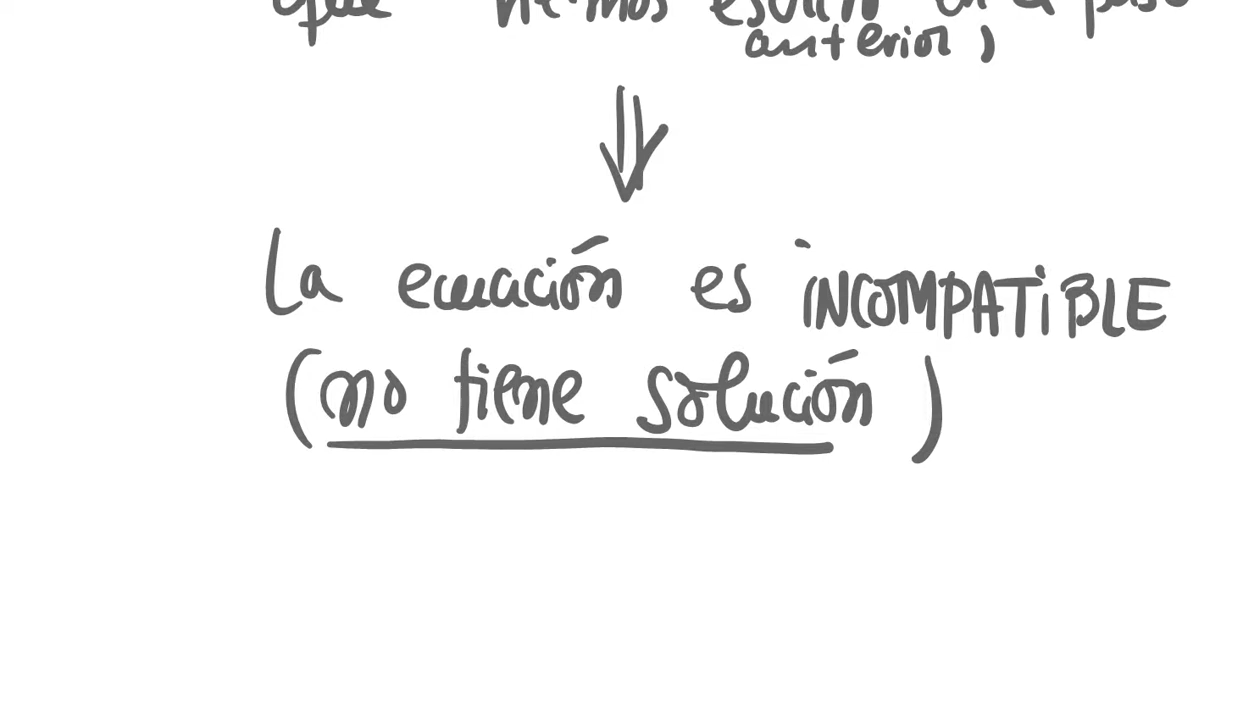 que hemos escrito en el paso
anterior)
La ecuación es INCOMPATIBLE
(no tiene solución)